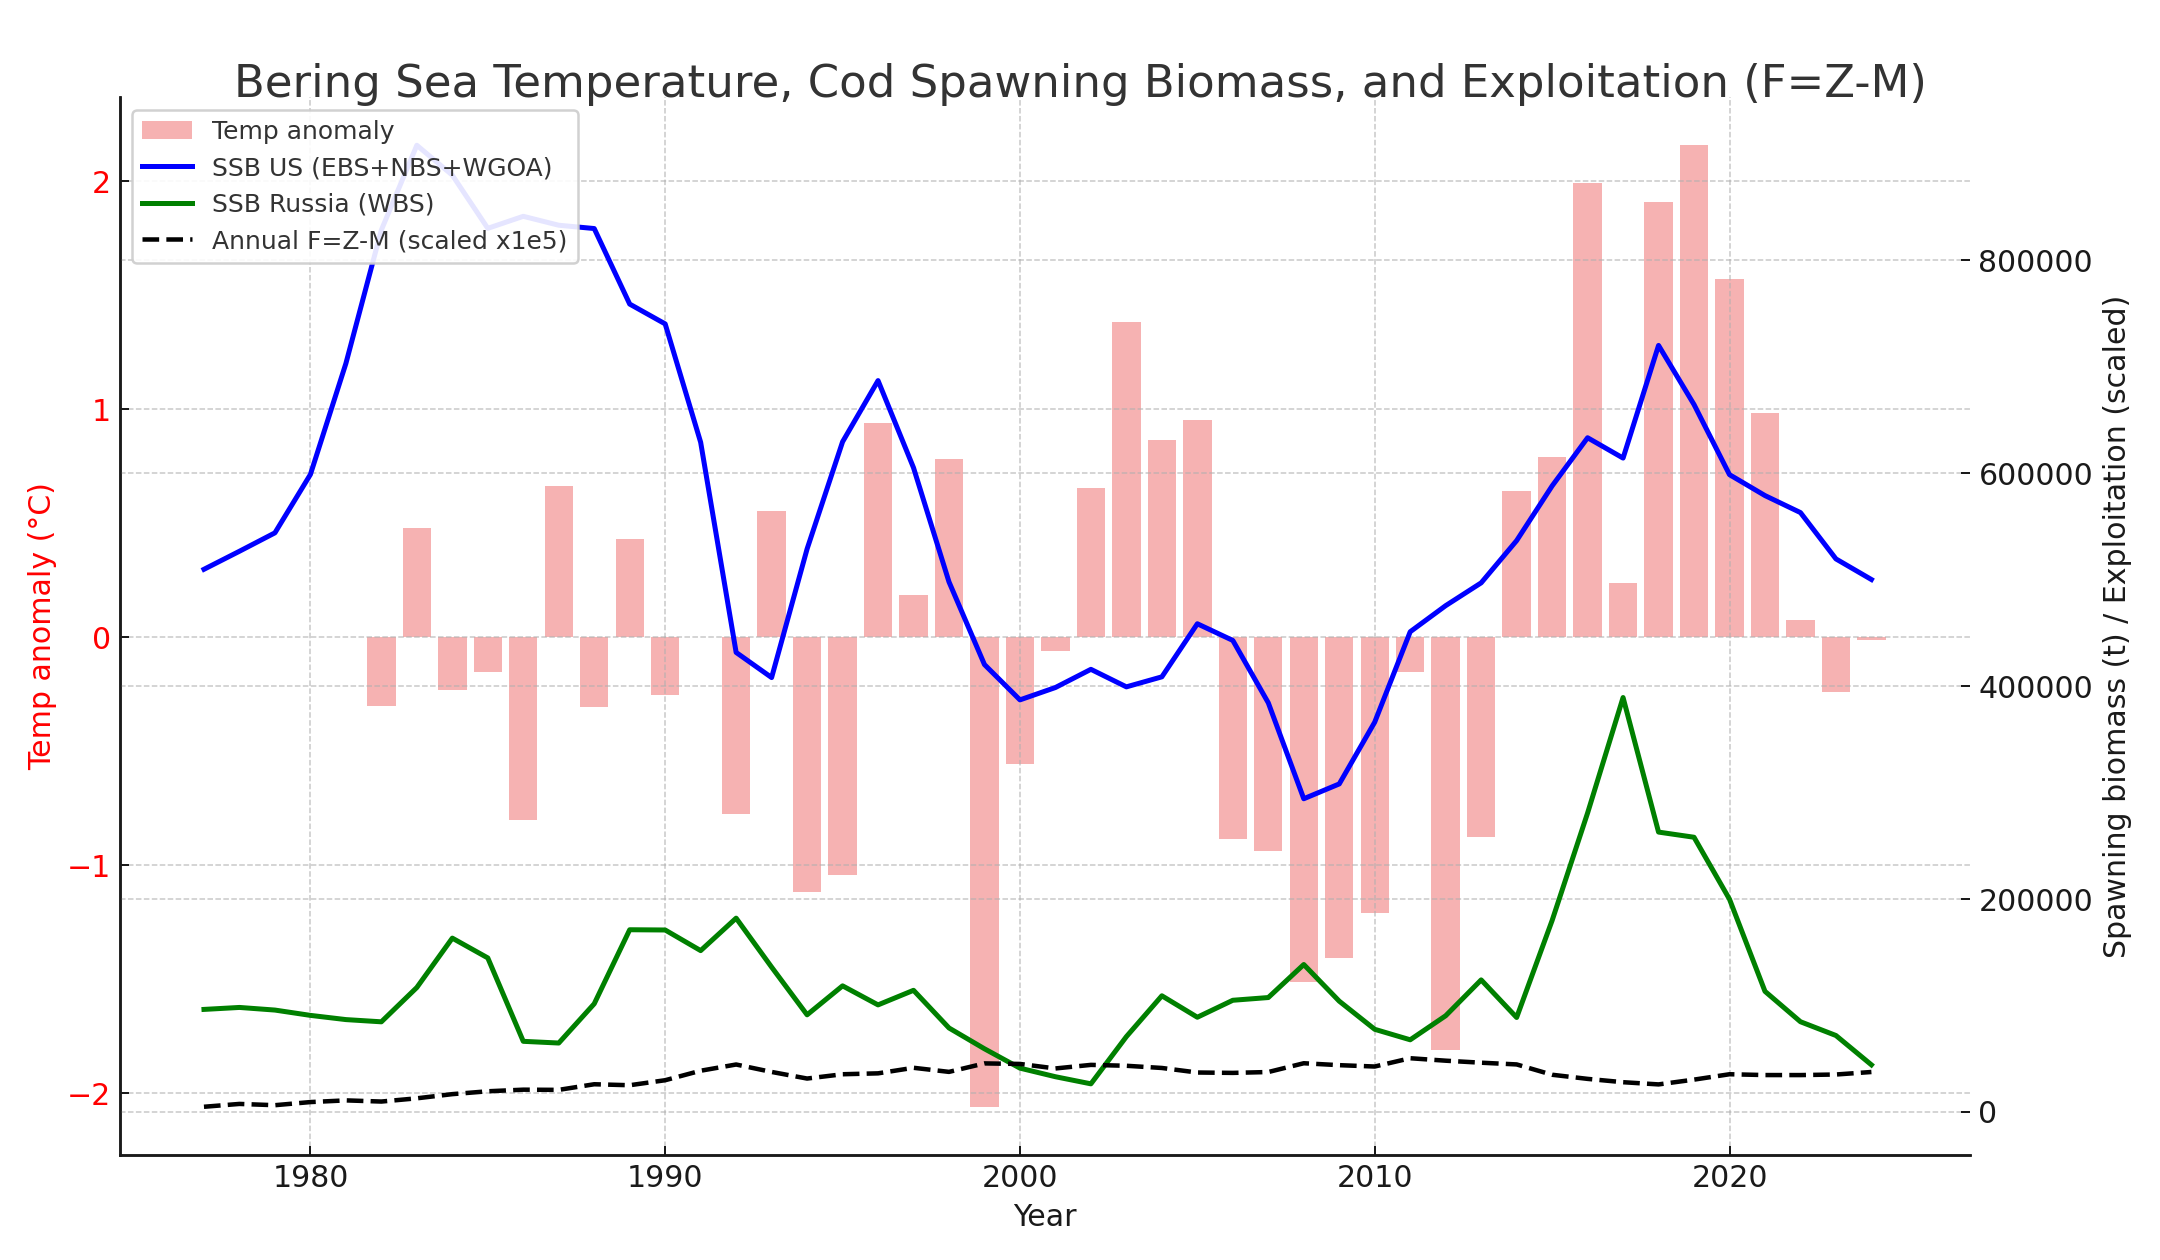 Bering Sea Temperature, Cod Spawning Biomass, and Exploitation (F=Z-M)
Temp anomaly
SSB US (EBS+NBS+WGOA)
SSB Russia (WBS)
Annual F=Z-M (scaled x1e5)
Temp anomaly (°C)
2
1
0
−1
−2
800000
600000
400000
200000
0
Spawning biomass (t) / Exploitation (scaled)
1980 1990 2000 2010 2020
Year